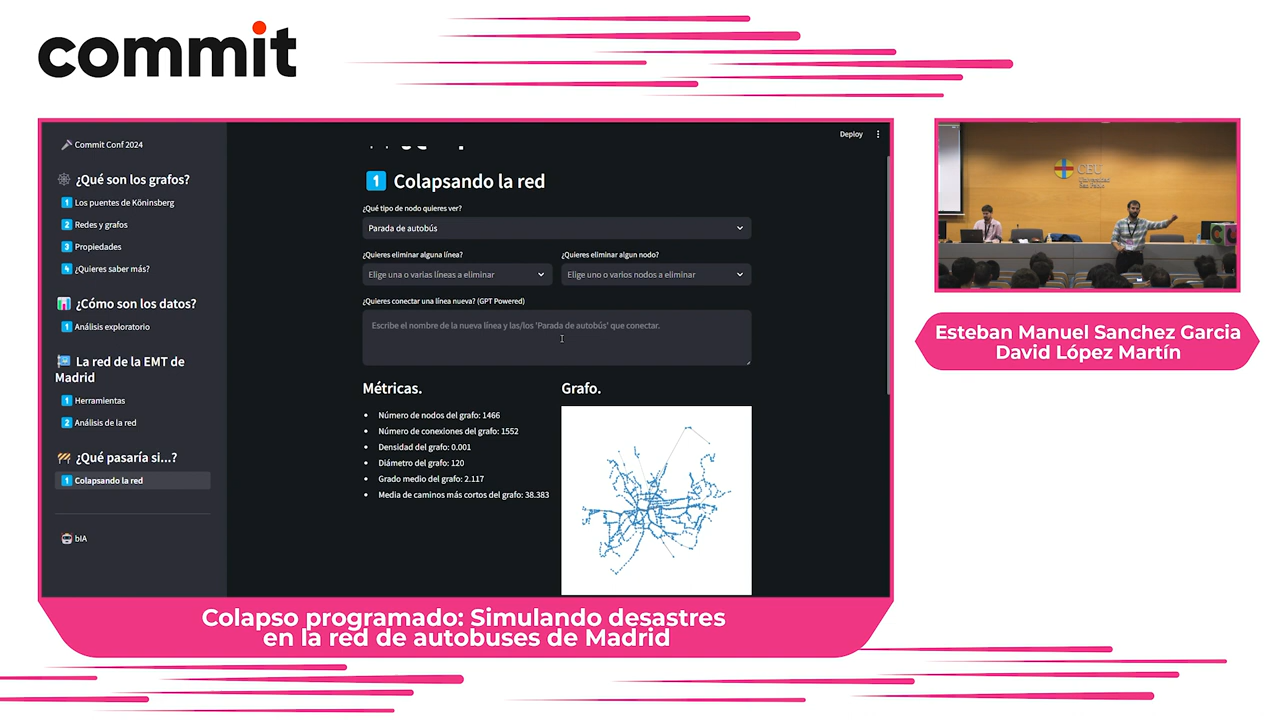 commit
Commit Conf 2024
¿Qué son los grafos?
1 Los puentes de Köninsberg
2 Redes y grafos
3 Propiedades
4 ¿Quieres saber más?
¿Cómo son los datos?
1 Análisis exploratorio
La red de la EMT de
Madrid
1 Herramientas
2 Análisis de la red
¿Qué pasaría si...?
1 Colapsando la red
bIA
Deploy
1 Colapsando la red
¿Qué tipo de nodo quieres ver?
Parada de autobús
¿Quieres eliminar alguna línea?
¿Quieres eliminar algun nodo?
Elige una o varias líneas a eliminar
Elige uno o varios nodos a eliminar
¿Quieres conectar una línea nueva? (GPT Powered)
Escribe el nombre de la nueva línea y las/los 'Parada de autobús' que conectar.
Métricas.
Grafo.
Número de nodos del grafo: 1466
Número de conexiones del grafo: 1552
Densidad del grafo: 0.001
Diámetro del grafo: 120
Grado medio del grafo: 2.117
Media de caminos más cortos del grafo: 38.383
CEU
Universidad
San Pablo
Esteban Manuel Sanchez Garcia
David López Martín
Colapso programado: Simulando desastres
en la red de autobuses de Madrid